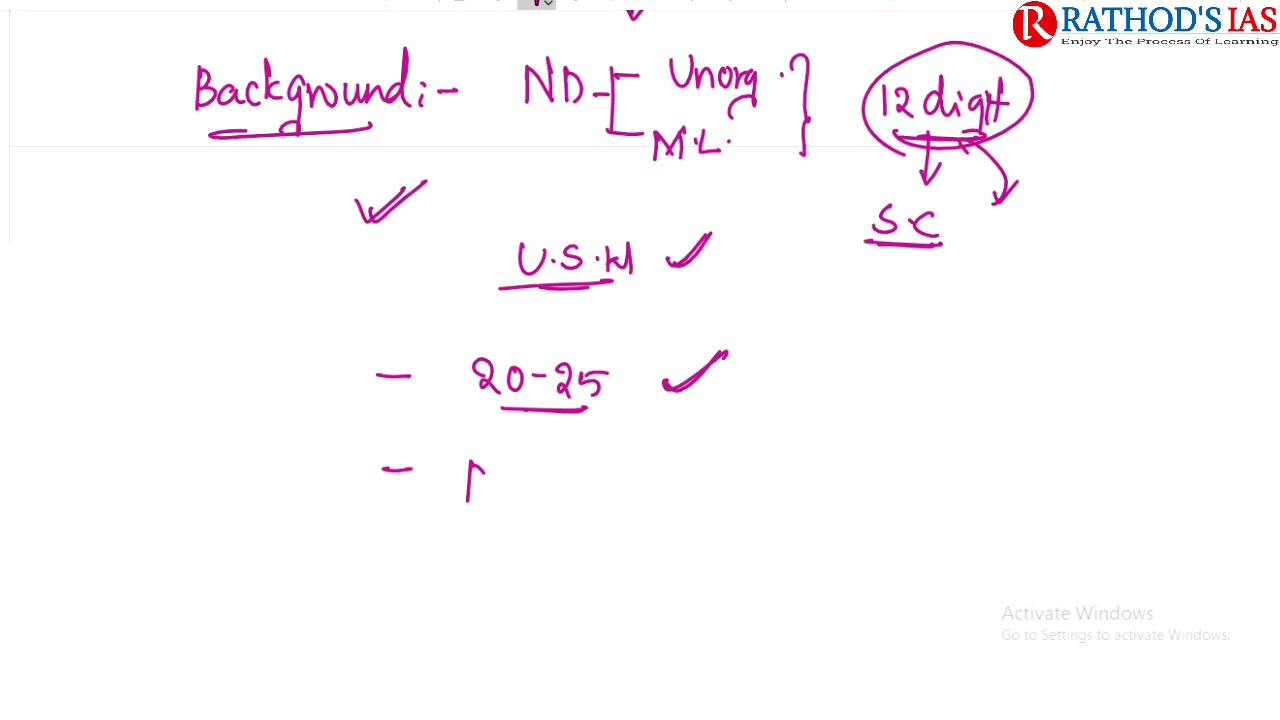 RATHOD'S IAS
Enjoy The Process Of Learning
Background:- ND - Unorg.
M.L.
12 digit
SC
U.S.W
- 20-25
-
Activate Windows
Go to Settings to activate Windows.